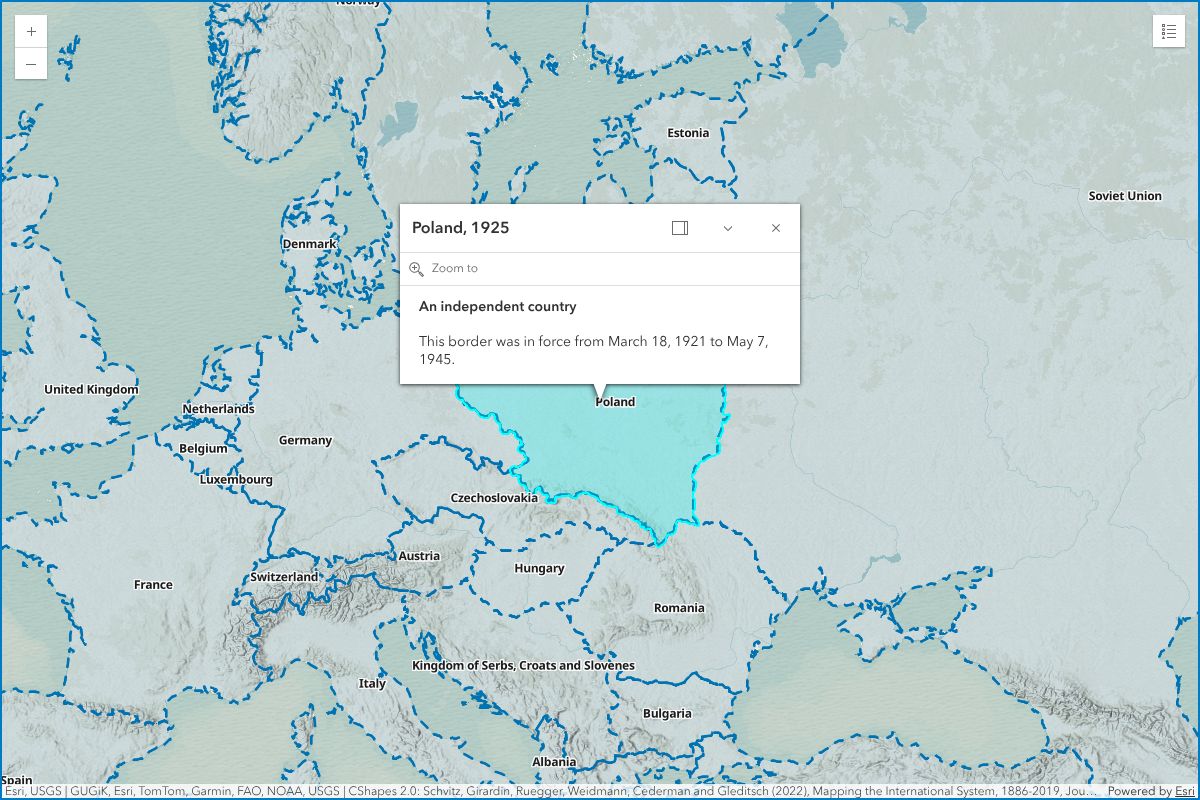 Norway
+
−
Estonia
Soviet Union
Poland, 1925
Denmark
Zoom to
An independent country
This border was in force from March 18, 1921 to May 7,
1945.
United Kingdom
Poland
Netherlands
Germany
Belgium
Luxembourg
Czechoslovakia
Austria
Hungary
Switzerland
France
Romania
Kingdom of Serbs, Croats and Slovenes
Italy
Bulgaria
Albania
Spain
Esri, USGS | GUGiK, Esri, TomTom, Garmin, FAO, NOAA, USGS | CShapes 2.0: Schvitz, Girardin, Ruegger, Weidmann, Cederman and Gleditsch (2022), Mapping the International System, 1886-2019, Jou... Powered by Esri